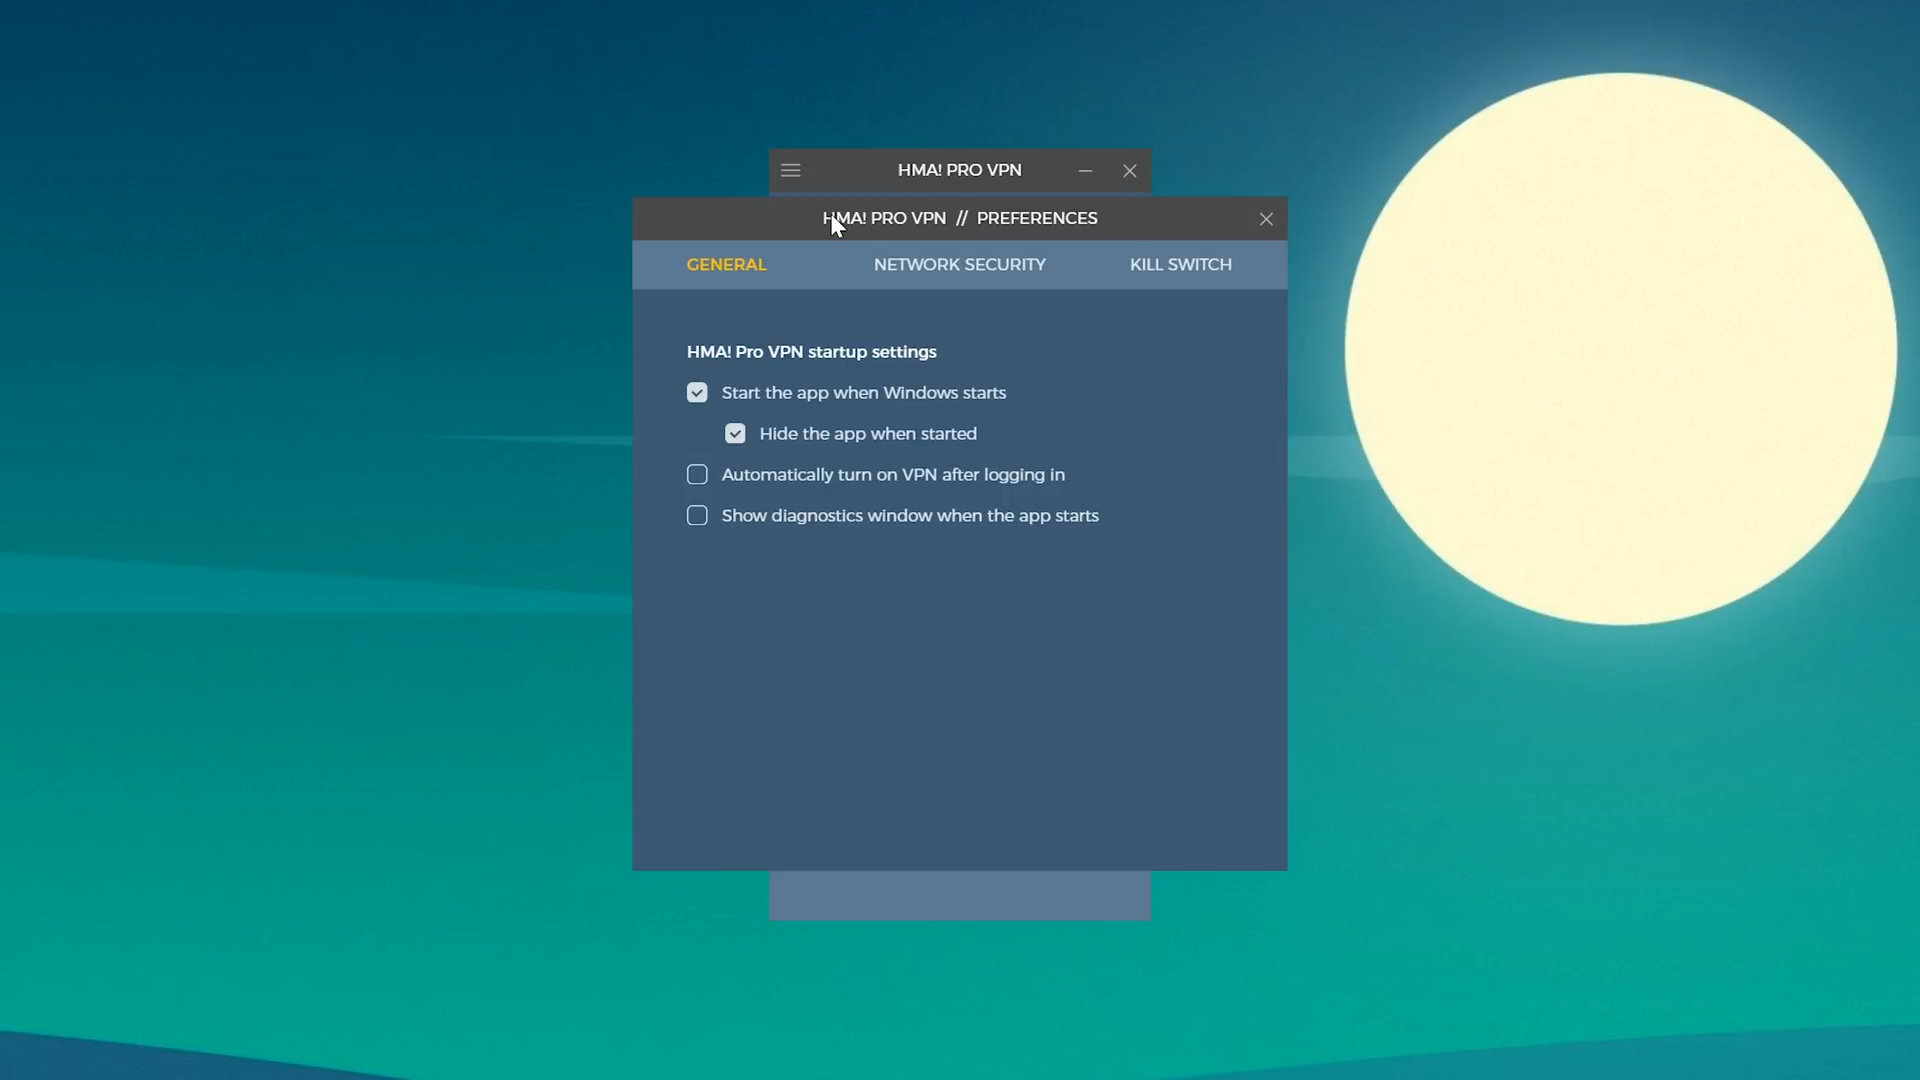 HMA! PRO VPN
HMA! PRO VPN // PREFERENCES
GENERAL NETWORK SECURITY KILL SWITCH
HMA! Pro VPN startup settings
Start the app when Windows starts
Hide the app when started
Automatically turn on VPN after logging in
Show diagnostics window when the app starts